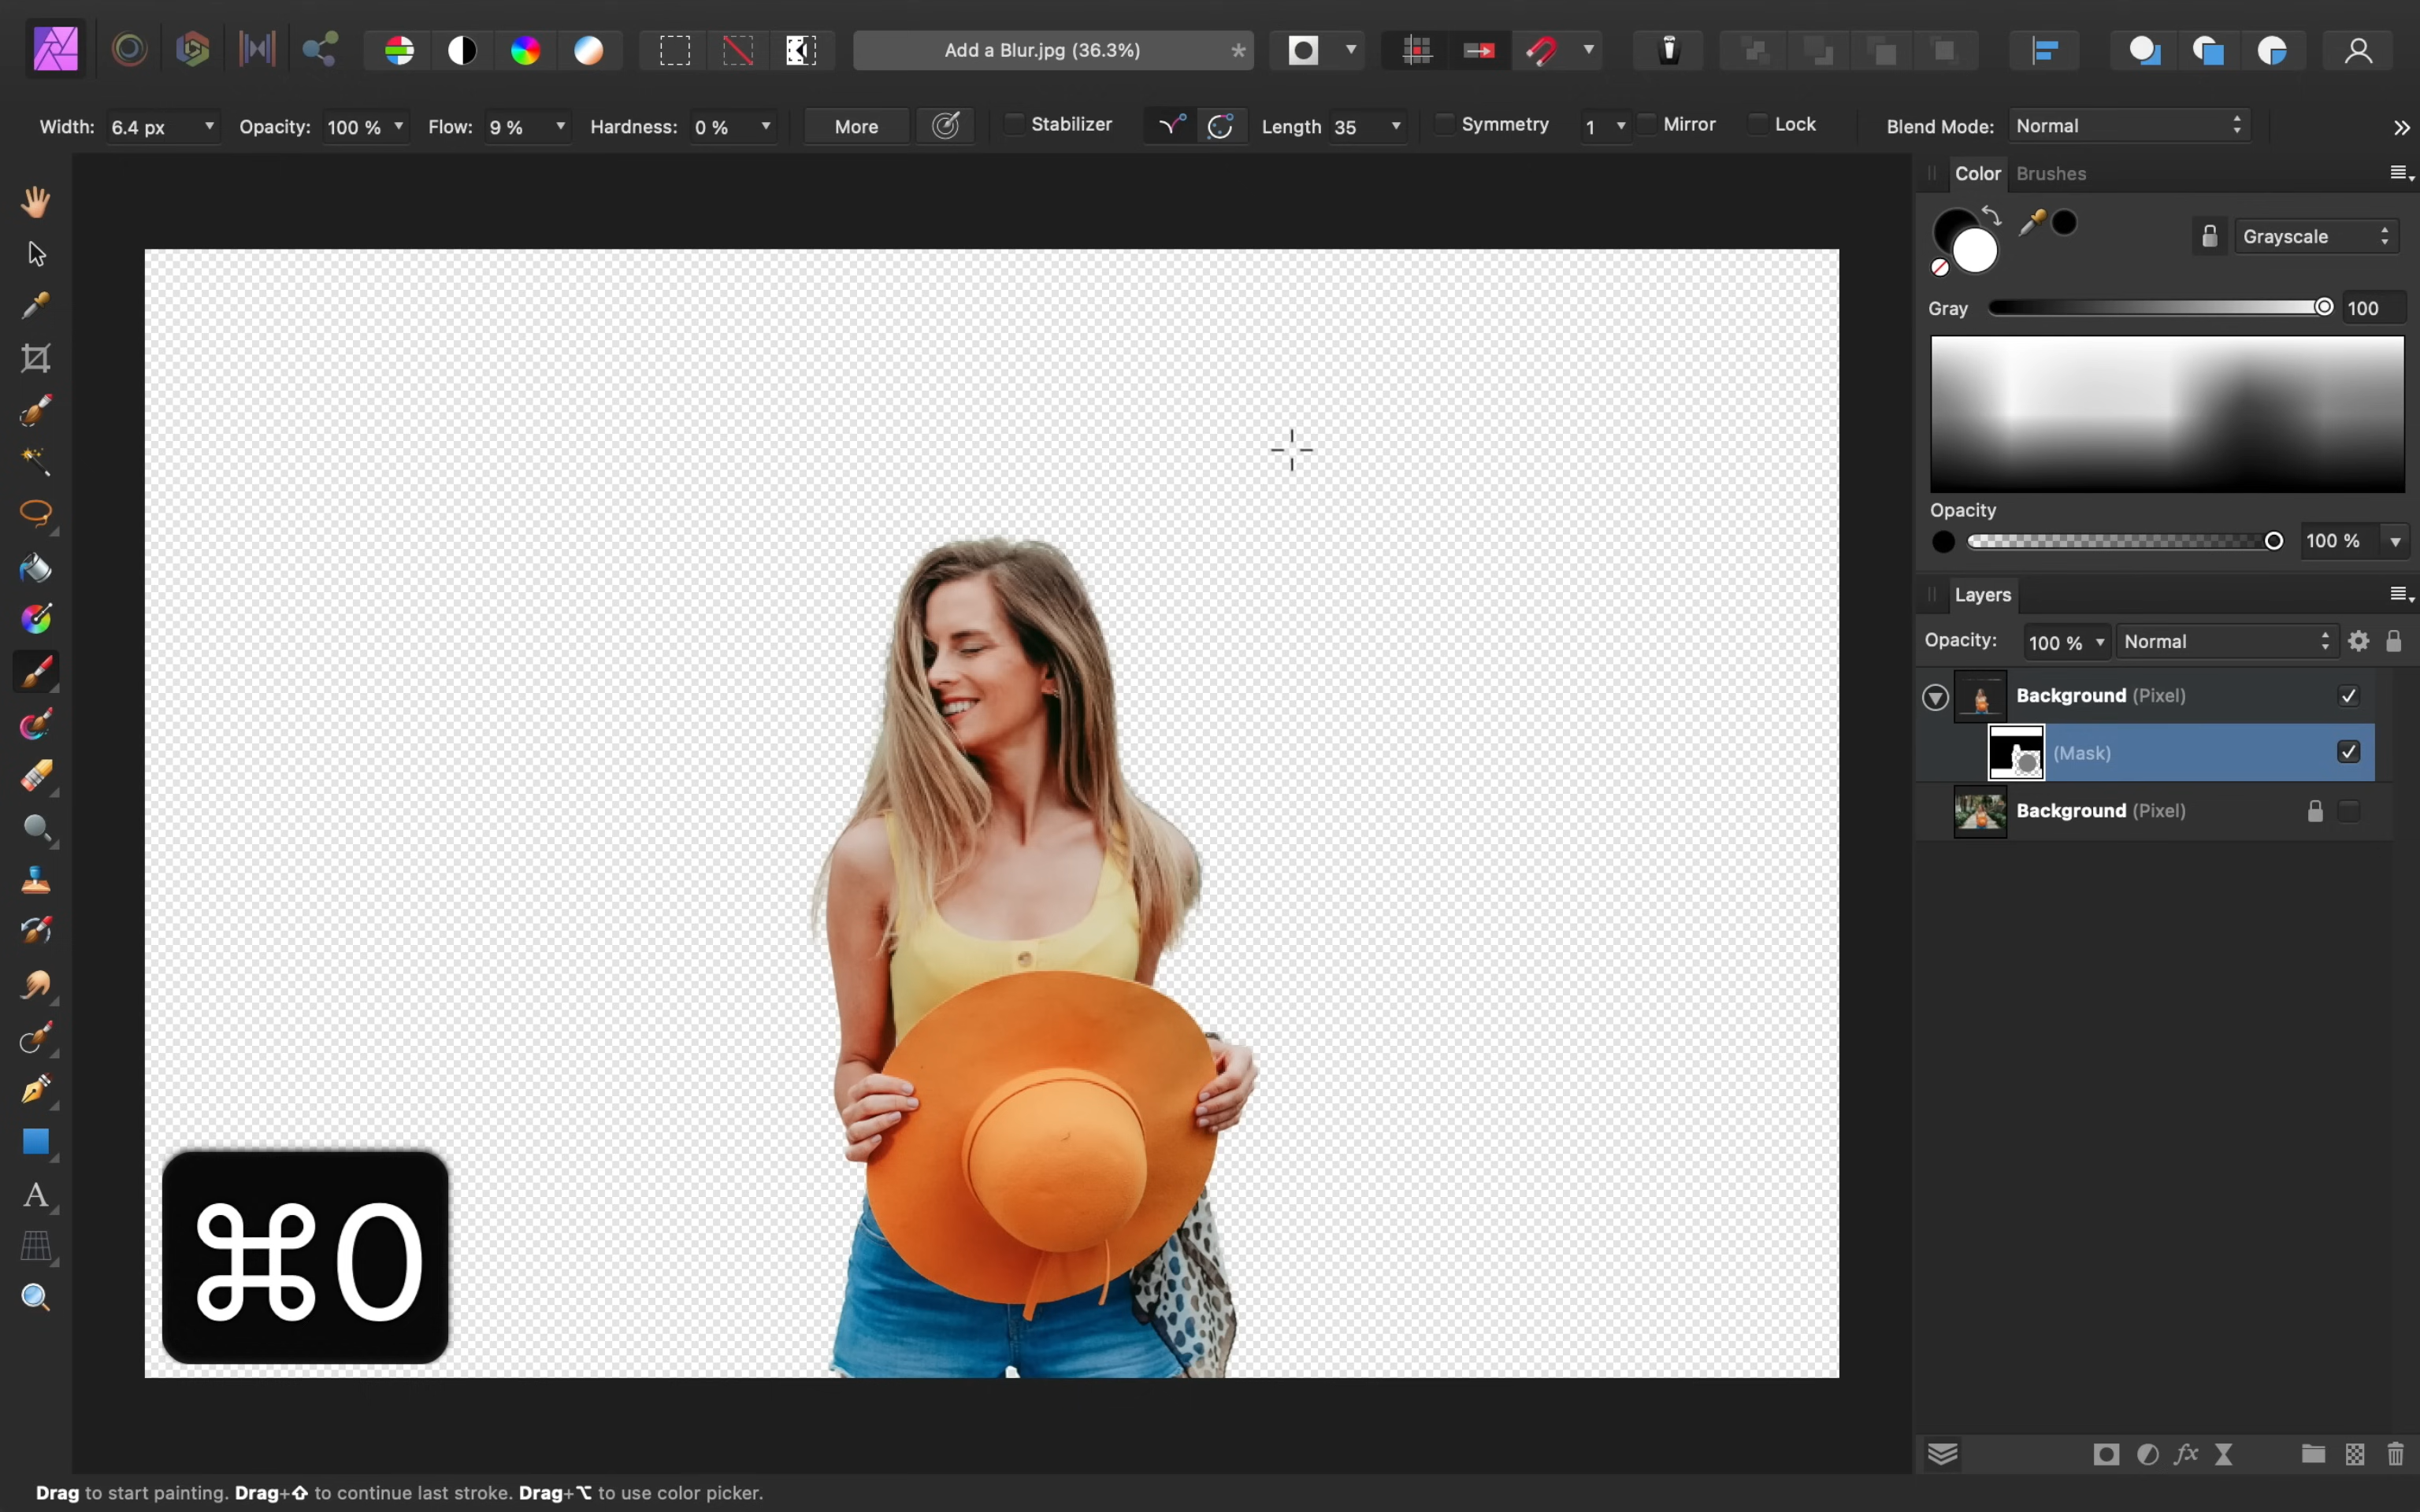 Add a Blur.jpg (36.3%) *
Width: 6.4 px Opacity: 100 % Flow: 9 % Hardness: 0 % More Stabilizer Length 35 Symmetry 1 Mirror Lock Blend Mode: Normal
Color Brushes
Grayscale
Gray 100
Opacity
100 %
Layers
Opacity: 100 % Normal
Background (Pixel)
(Mask)
Background (Pixel)
A
⌘0
fx
Drag to start painting. Drag+⇧ to continue last stroke. Drag+⌥ to use color picker.